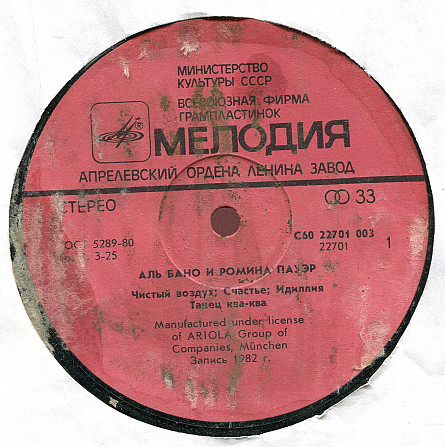 МИНИСТЕРСТВО
КУЛЬТУРЫ СССР
ВСЕСОЮЗНАЯ ФИРМА
ГРАМПЛАСТИНОК
МЕЛОДИЯ
АПРЕЛЕВСКИЙ ОРДЕНА ЛЕНИНА ЗАВОД
СТЕРЕО
33
ГОСТ 5289-80
3-25
С60 22701 003
22701
1
АЛЬ БАНО И РОМИНА ПАУЭР
Чистый воздух; Счастье; Идиллия
Танец ква-ква
Manufactured under license
of ARIOLA Group of
Companies, München
Запись 1982 г.